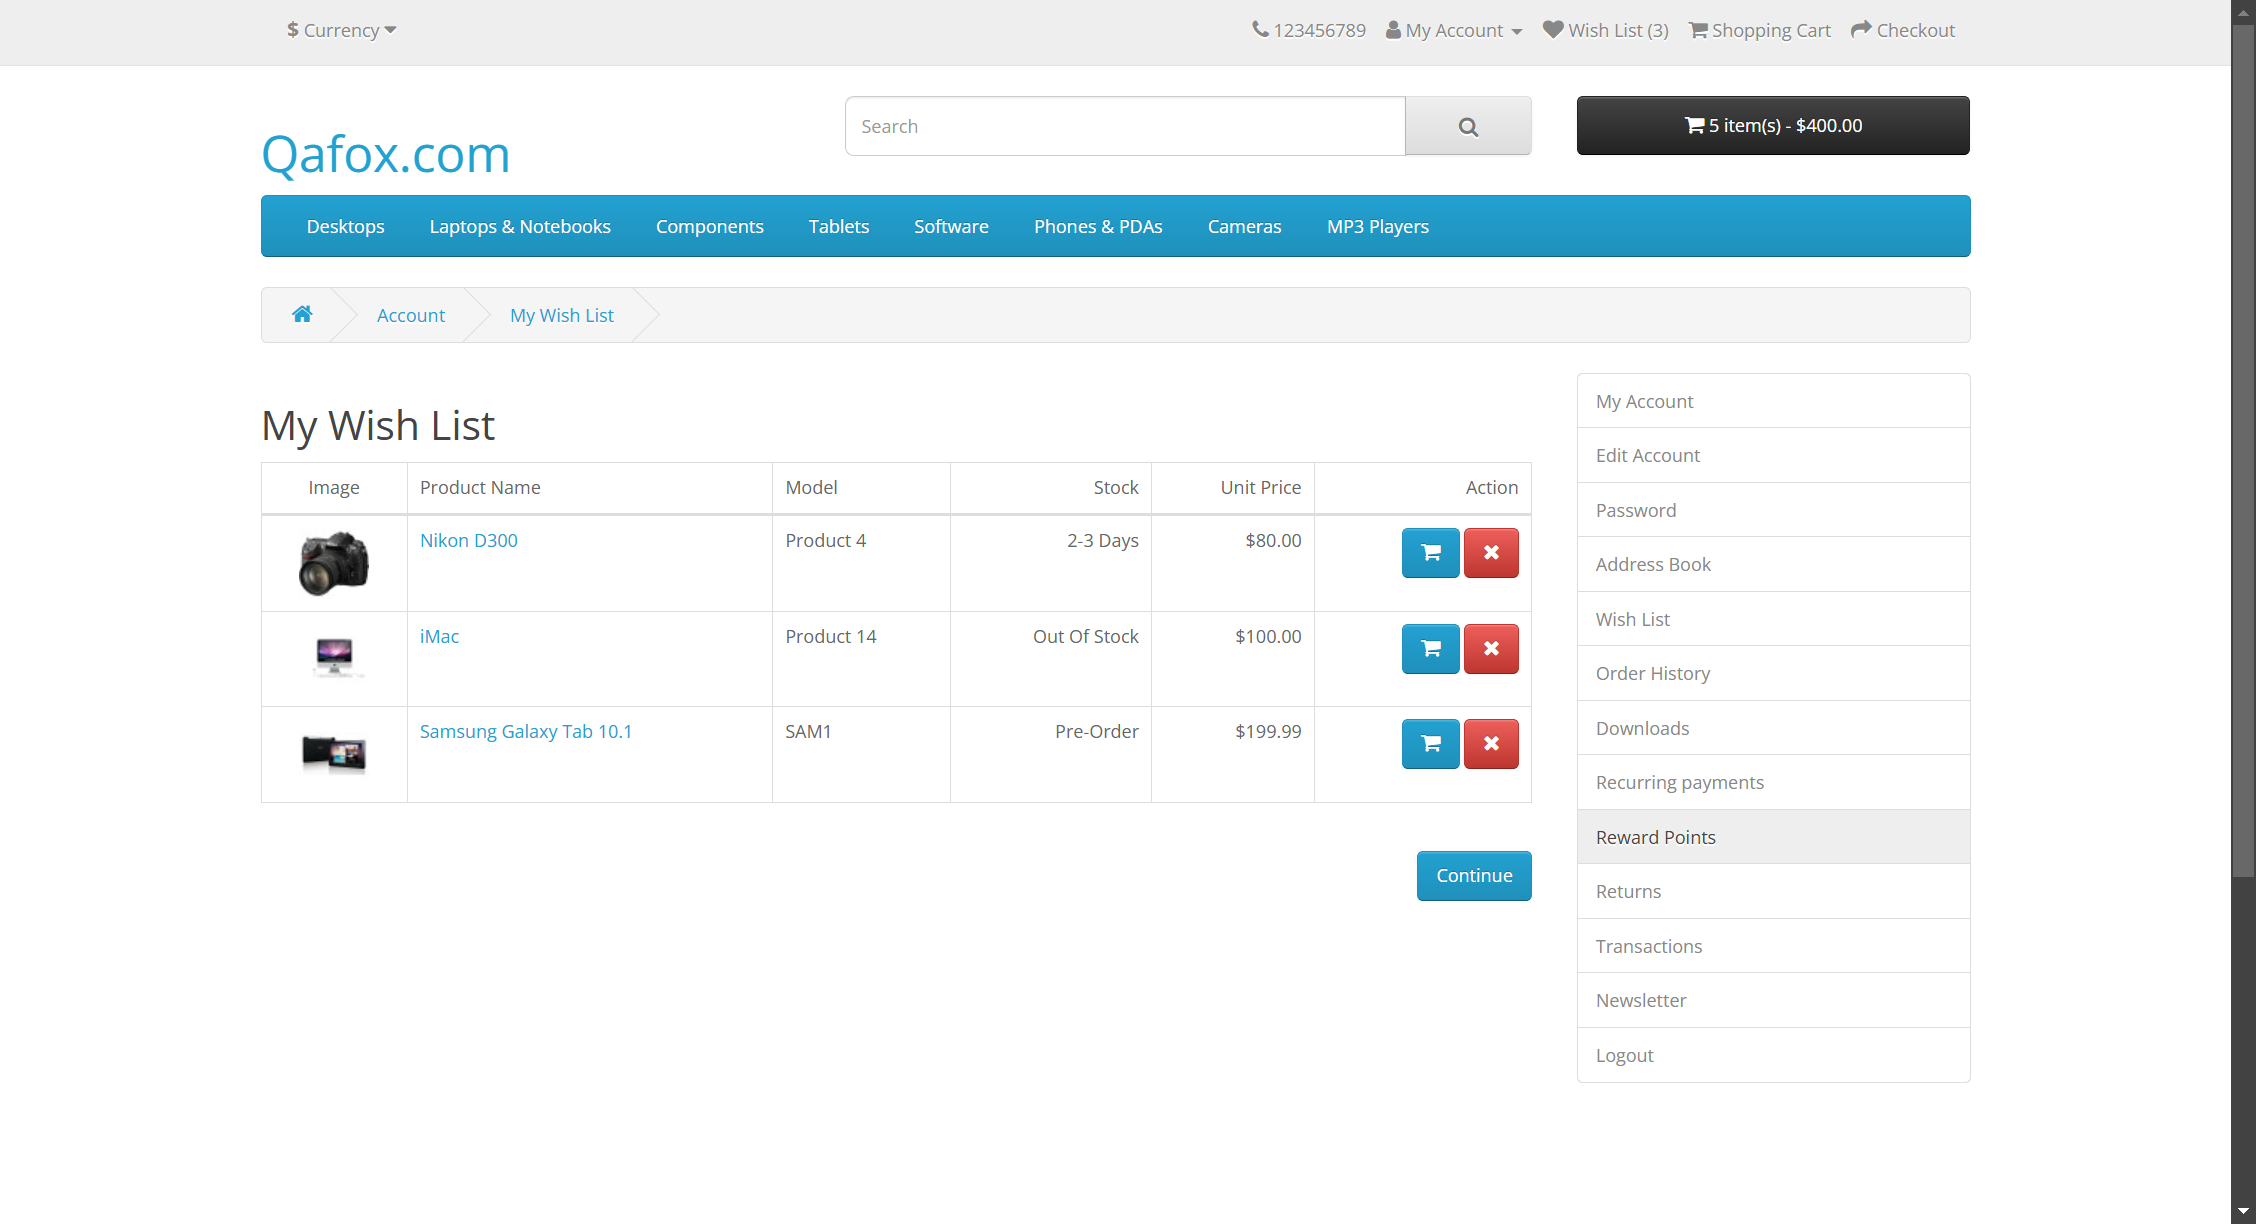 $ Currency
123456789 My Account Wish List (3) Shopping Cart Checkout
Qafox.com
Search
5 item(s) - $400.00
Desktops Laptops & Notebooks Components Tablets Software Phones & PDAs Cameras MP3 Players
Account My Wish List
My Wish List
Image Product Name Model Stock Unit Price Action
Nikon D300 Product 4 2-3 Days $80.00
iMac Product 14 Out Of Stock $100.00
Samsung Galaxy Tab 10.1 SAM1 Pre-Order $199.99
Continue
My Account
Edit Account
Password
Address Book
Wish List
Order History
Downloads
Recurring payments
Reward Points
Returns
Transactions
Newsletter
Logout